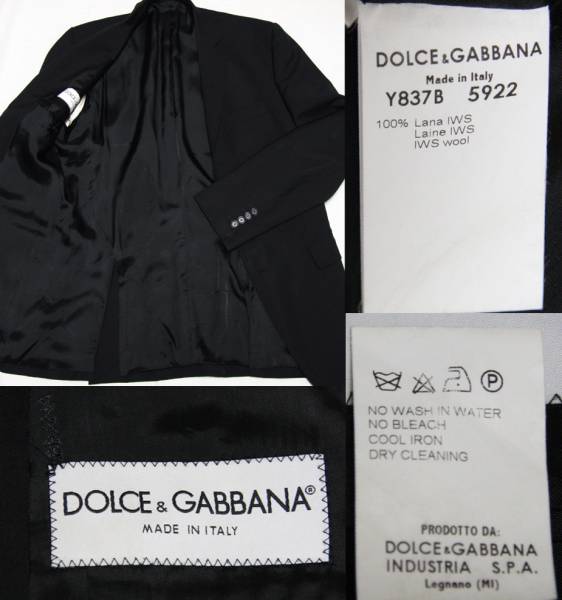 DOLCE & GABBANA
Made in Italy
Y837B 5922
100% Lana IWS
Laine IWS
IWS wool
P
NO WASH IN WATER
NO BLEACH
COOL IRON
DRY CLEANING
PRODOTTO DA:
DOLCE & GABBANA
INDUSTRIA S.P.A.
Legnano (MI)
DOLCE & GABBANA®
MADE IN ITALY